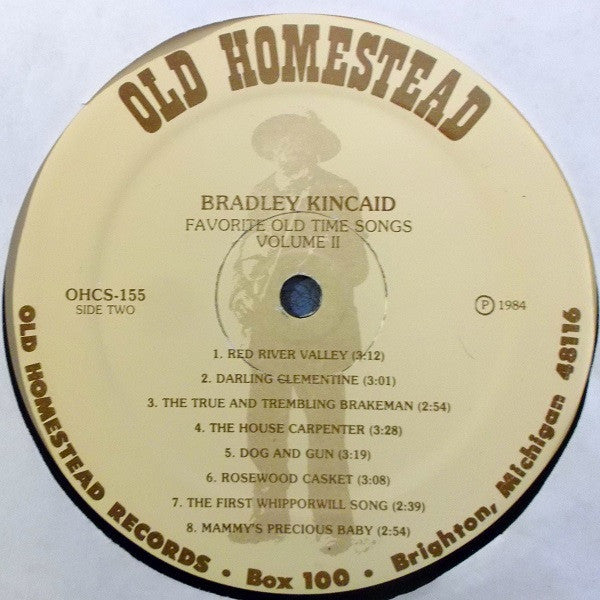 OLD HOMESTEAD
BRADLEY KINCAID
FAVORITE OLD TIME SONGS
VOLUME II
OHCS-155
SIDE TWO
Ⓟ 1984
1. RED RIVER VALLEY (3:12)
2. DARLING CLEMENTINE (3:01)
3. THE TRUE AND TREMBLING BRAKEMAN (2:54)
4. THE HOUSE CARPENTER (3:28)
5. DOG AND GUN (3:19)
6. ROSEWOOD CASKET (3:08)
7. THE FIRST WHIPPORWILL SONG (2:39)
8. MAMMY'S PRECIOUS BABY (2:54)
OLD HOMESTEAD RECORDS • Box 100 • Brighton, Michigan 48116